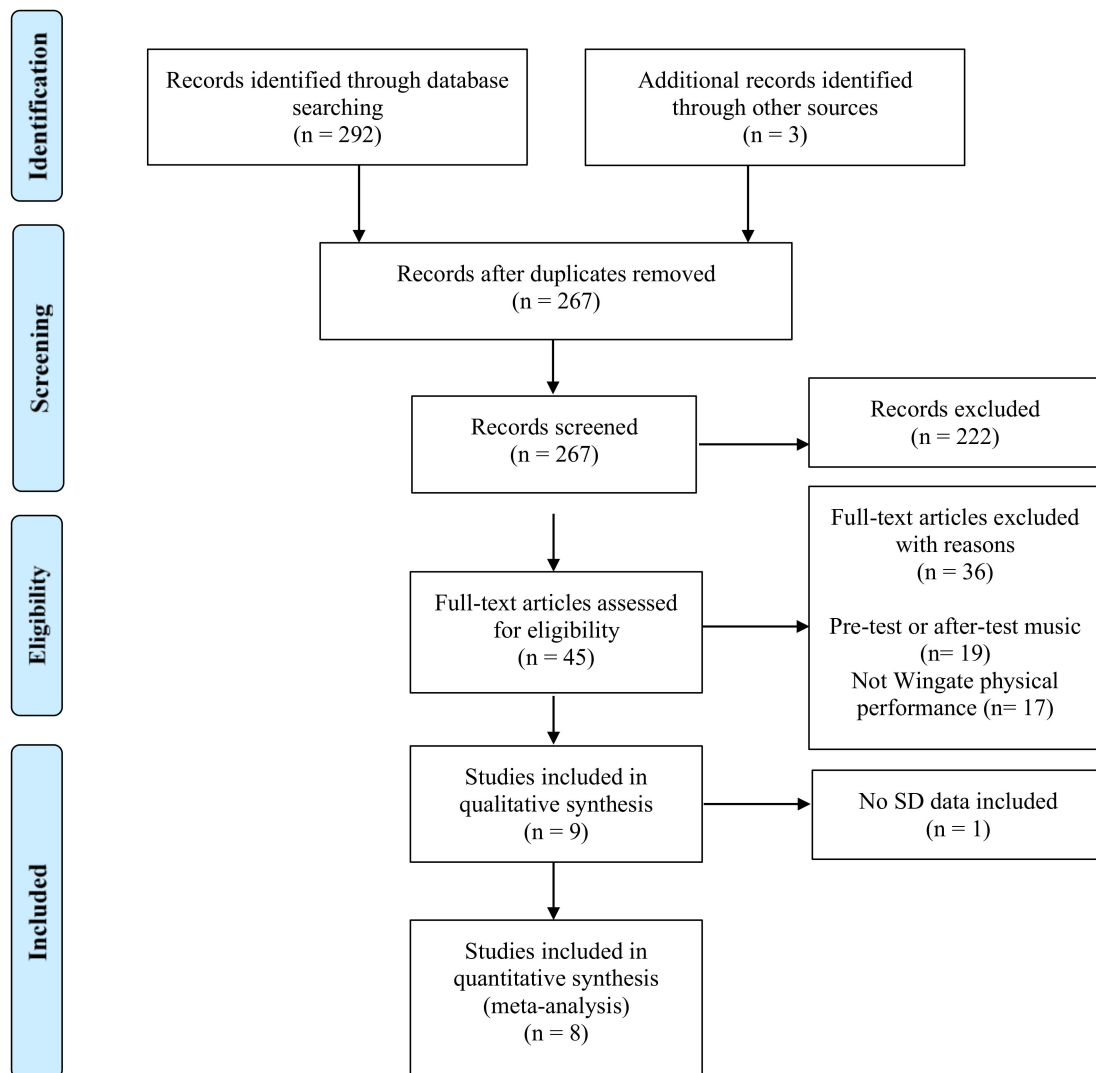 Identification
Records identified through database
searching
(n = 292)
Additional records identified
through other sources
(n = 3)
Screening
Records after duplicates removed
(n = 267)
Records screened
(n = 267)
Records excluded
(n = 222)
Eligibility
Full-text articles assessed
for eligibility
(n = 45)
Full-text articles excluded
with reasons
(n = 36)
Pre-test or after-test music
(n= 19)
Not Wingate physical
performance (n= 17)
Included
Studies included in
qualitative synthesis
(n = 9)
No SD data included
(n = 1)
Studies included in
quantitative synthesis
(meta-analysis)
(n = 8)